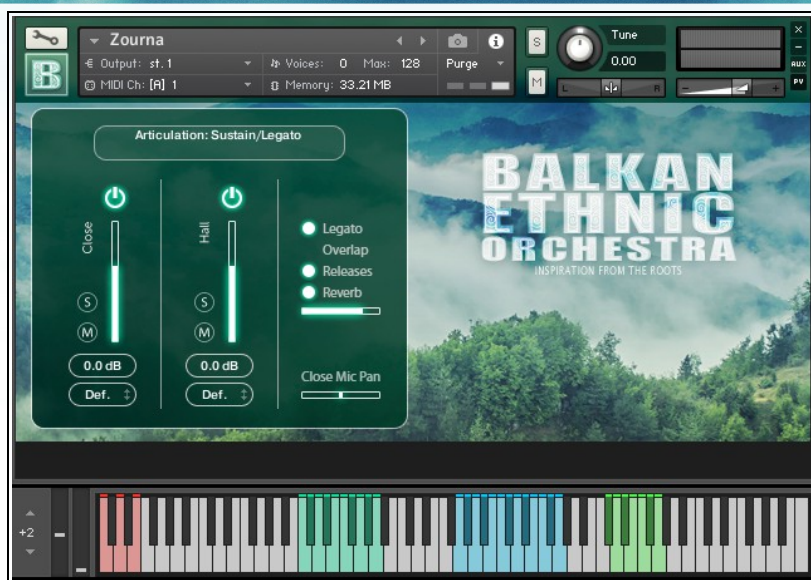 Zourna
Output: st.1
Voices: 0 Max: 128
Purge
MIDI Ch: [A] 1
Memory: 33.21 MB
S
M
Tune
0.00
L R
- +
×
-
AUX
PV
B
Articulation: Sustain/Legato
Close
S
M
0.0 dB
Def.
Hall
S
M
0.0 dB
Def.
Legato
Overlap
Releases
Reverb
Close Mic Pan
BALKAN
ETHNIC
ORCHESTRA
INSPIRATION FROM THE ROOTS
+2